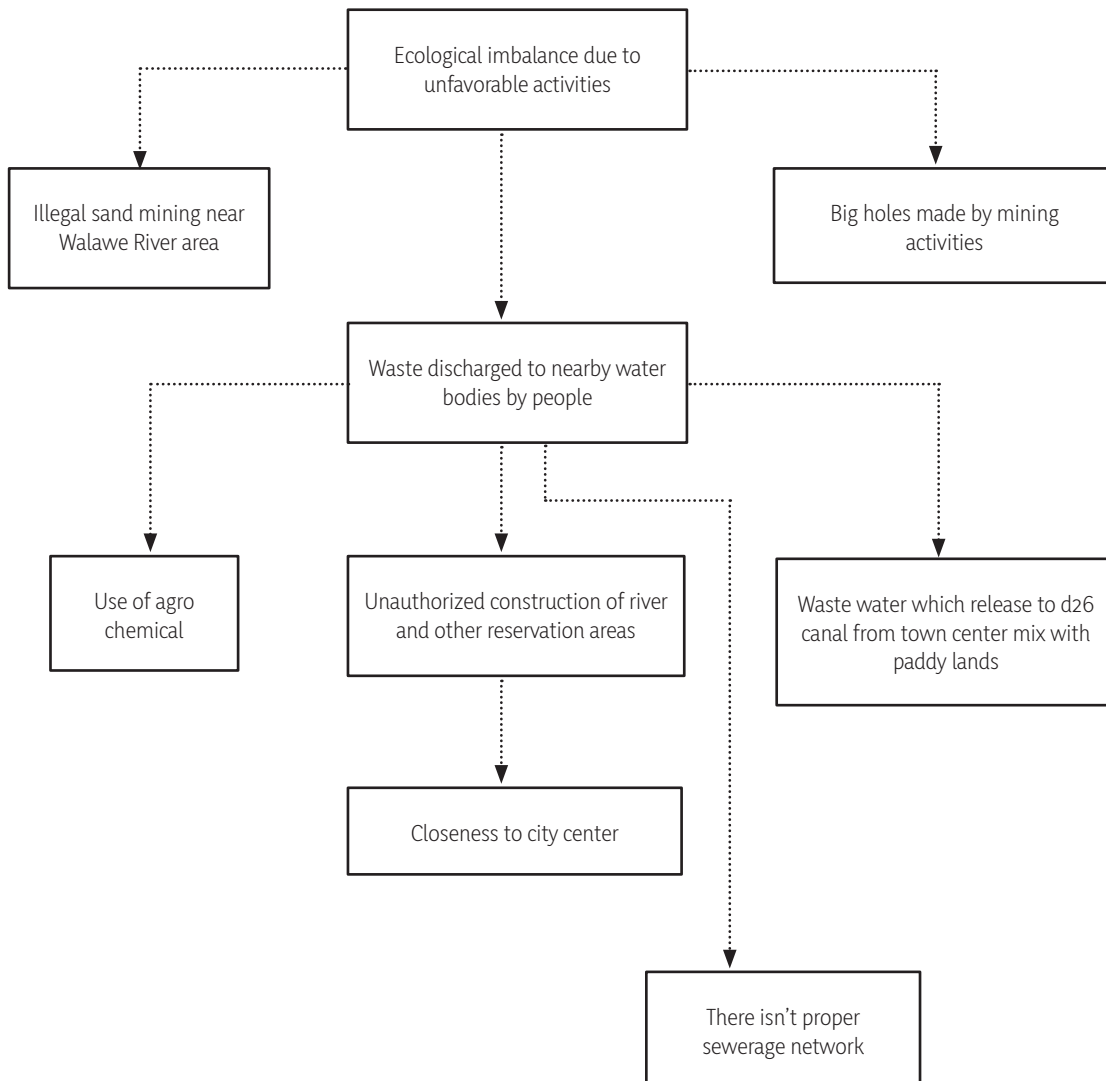 Ecological imbalance due to
unfavorable activities
Illegal sand mining near
Walawe River area
Big holes made by mining
activities
Waste discharged to nearby water
bodies by people
Use of agro
chemical
Unauthorized construction of river
and other reservation areas
Waste water which release to d26
canal from town center mix with
paddy lands
Closeness to city center
There isn't proper
sewerage network